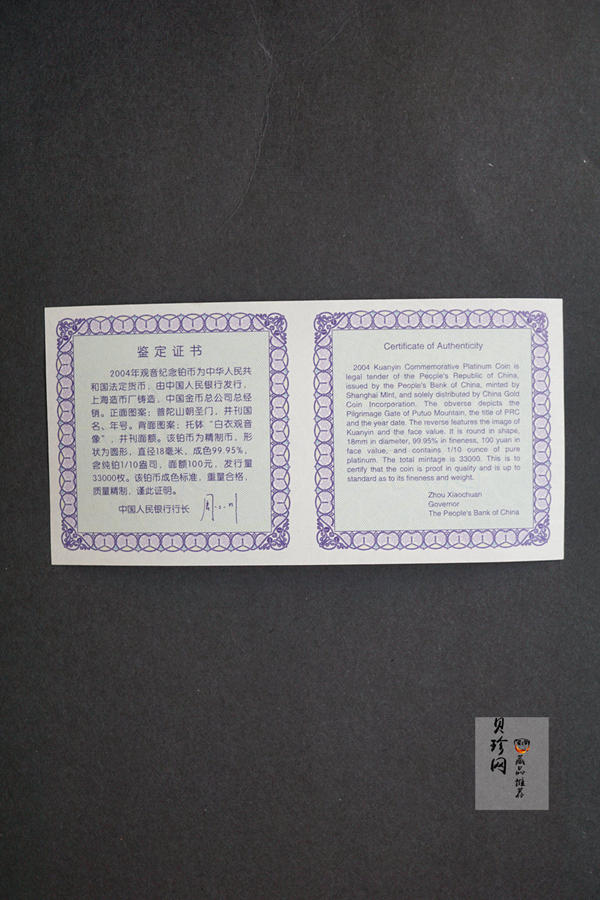 鉴定证书
2004年观音纪念铂币为中华人民共
和国法定货币，由中国人民银行发行，
上海造币厂铸造，中国金币总公司总经
销。正面图案：普陀山朝圣门，并刊国
名、年号。背面图案：托钵“白衣观音
像”，并刊面额。该铂币为精制币，形
状为圆形，直径18毫米，成色99.95%，
含纯铂1/10盎司，面额100元，发行量
33000枚。该铂币成色标准，重量合格，
质量精制，谨此证明。
中国人民银行行长
Certificate of Authenticity
2004 Kuanyin Commemorative Platinum Coin is
legal tender of the People's Republic of China,
issued by the People's Bank of China, minted by
Shanghai Mint, and solely distributed by China Gold
Coin Incorporation. The obverse depicts the
Pilgrimage Gate of Putuo Mountain, the title of PRC
and the year date. The reverse features the image of
Kuanyin and the face value. It is round in shape,
18mm in diameter, 99.95% in fineness, 100 yuan in
face value, and contains 1/10 ounce of pure
platinum. The total mintage is 33000. This is to
certify that the coin is proof in quality and is up to
standard as to its fineness and weight.
Zhou Xiaochuan
Governor
The People's Bank of China
贝珍网
藏品推荐